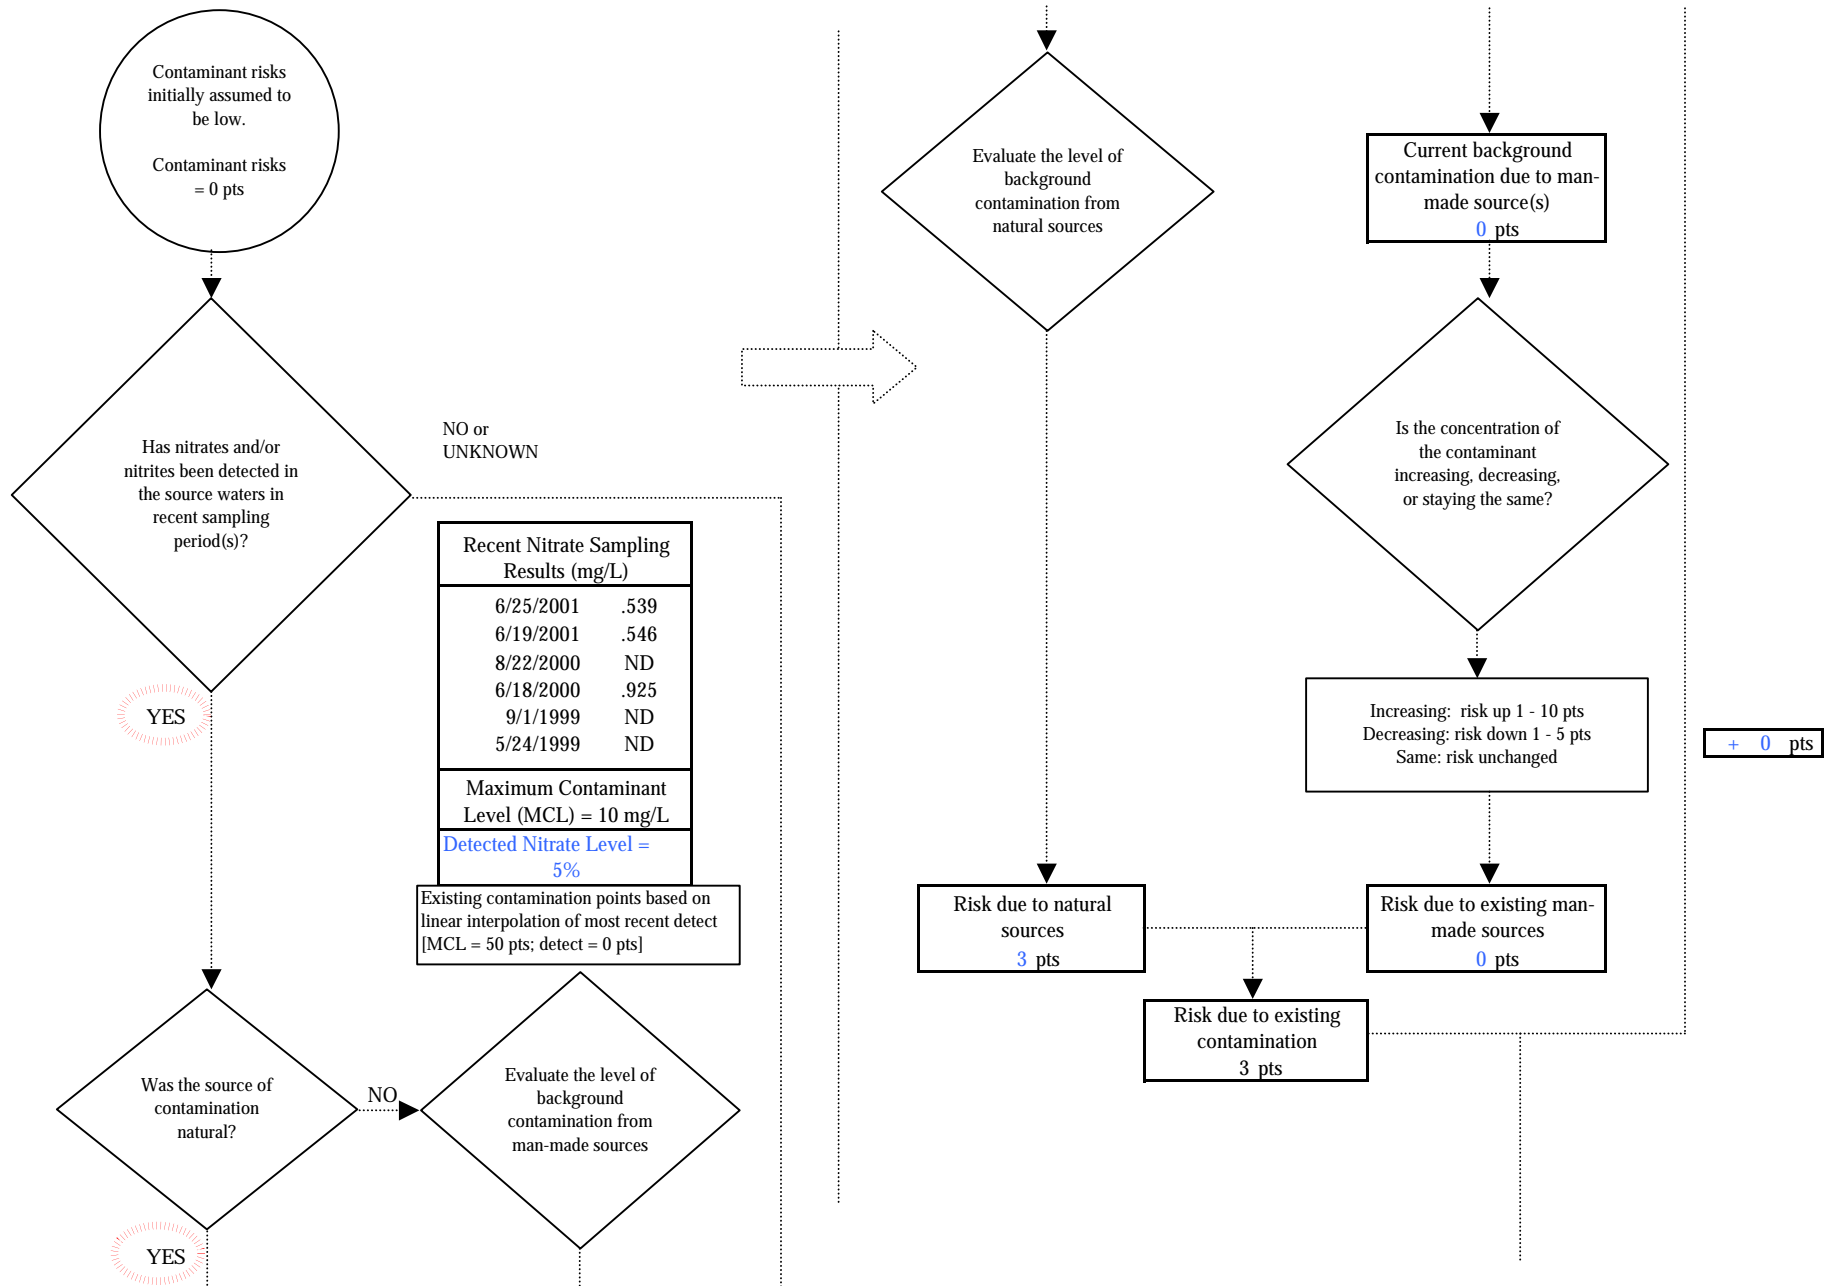 Contaminant risks
initially assumed to
be low.
Contaminant risks
= 0 pts
Has nitrates and/or
nitrites been detected in
the source waters in
recent sampling
period(s)?
NO or
UNKNOWN
YES
Recent Nitrate Sampling
Results (mg/L)
6/25/2001 .539
6/19/2001 .546
8/22/2000 ND
6/18/2000 .925
9/1/1999 ND
5/24/1999 ND
Maximum Contaminant
Level (MCL) = 10 mg/L
Detected Nitrate Level =
5%
Existing contamination points based on
linear interpolation of most recent detect
[MCL = 50 pts; detect = 0 pts]
Was the source of
contamination
natural?
NO
YES
Evaluate the level of
background
contamination from
man-made sources
Evaluate the level of
background
contamination from
natural sources
Current background
contamination due to man-
made source(s)
0 pts
Is the concentration of
the contaminant
increasing, decreasing,
or staying the same?
Increasing: risk up 1 - 10 pts
Decreasing: risk down 1 - 5 pts
Same: risk unchanged
+ 0 pts
Risk due to natural
sources
3 pts
Risk due to existing man-
made sources
0 pts
Risk due to existing
contamination
3 pts